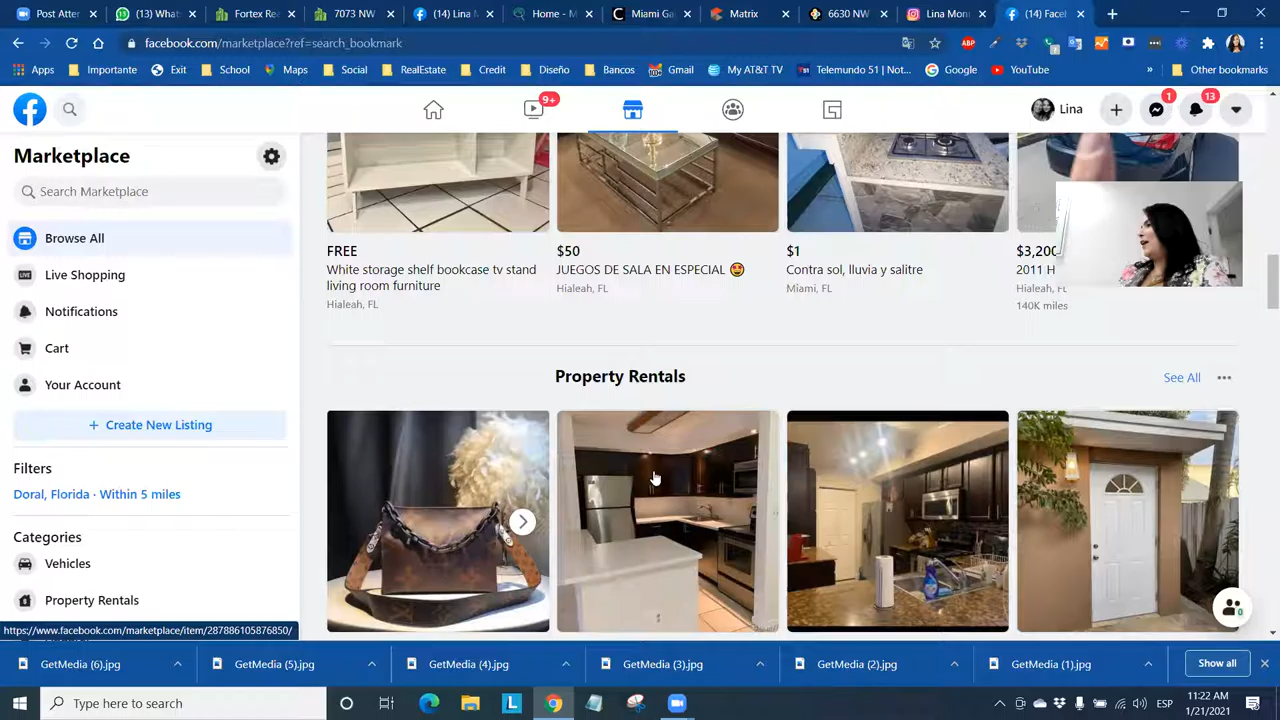 Post Atter
(13) Whats
Fortex Re
7073 NW
(14) Lina M
Home - M
Miami Ga
Matrix
6630 NW
Lina Mon
(14) Facel
facebook.com/marketplace?ref=search_bookmark
Apps
Importante
Exit
School
Maps
Social
RealEstate
Credit
Diseño
Bancos
Gmail
My AT&T TV
Telemundo 51 | Not...
Google
YouTube
»
Other bookmarks
9+
Lina
1
13
Marketplace
Search Marketplace
Browse All
Live Shopping
Notifications
Cart
Your Account
+ Create New Listing
Filters
Doral, Florida · Within 5 miles
Categories
Vehicles
Property Rentals
https://www.facebook.com/marketplace/item/287886105876850/
FREE
White storage shelf bookcase tv stand
living room furniture
Hialeah, FL
$50
JUEGOS DE SALA EN ESPECIAL 🤩
Hialeah, FL
$1
Contra sol, lluvia y salitre
Miami, FL
$3,200
2011 H
Hialeah, FL
140K miles
Property Rentals
See All
GetMedia (6).jpg
GetMedia (5).jpg
GetMedia (4).jpg
GetMedia (3).jpg
GetMedia (2).jpg
GetMedia (1).jpg
Show all
Type here to search
ESP
11:22 AM
1/21/2021